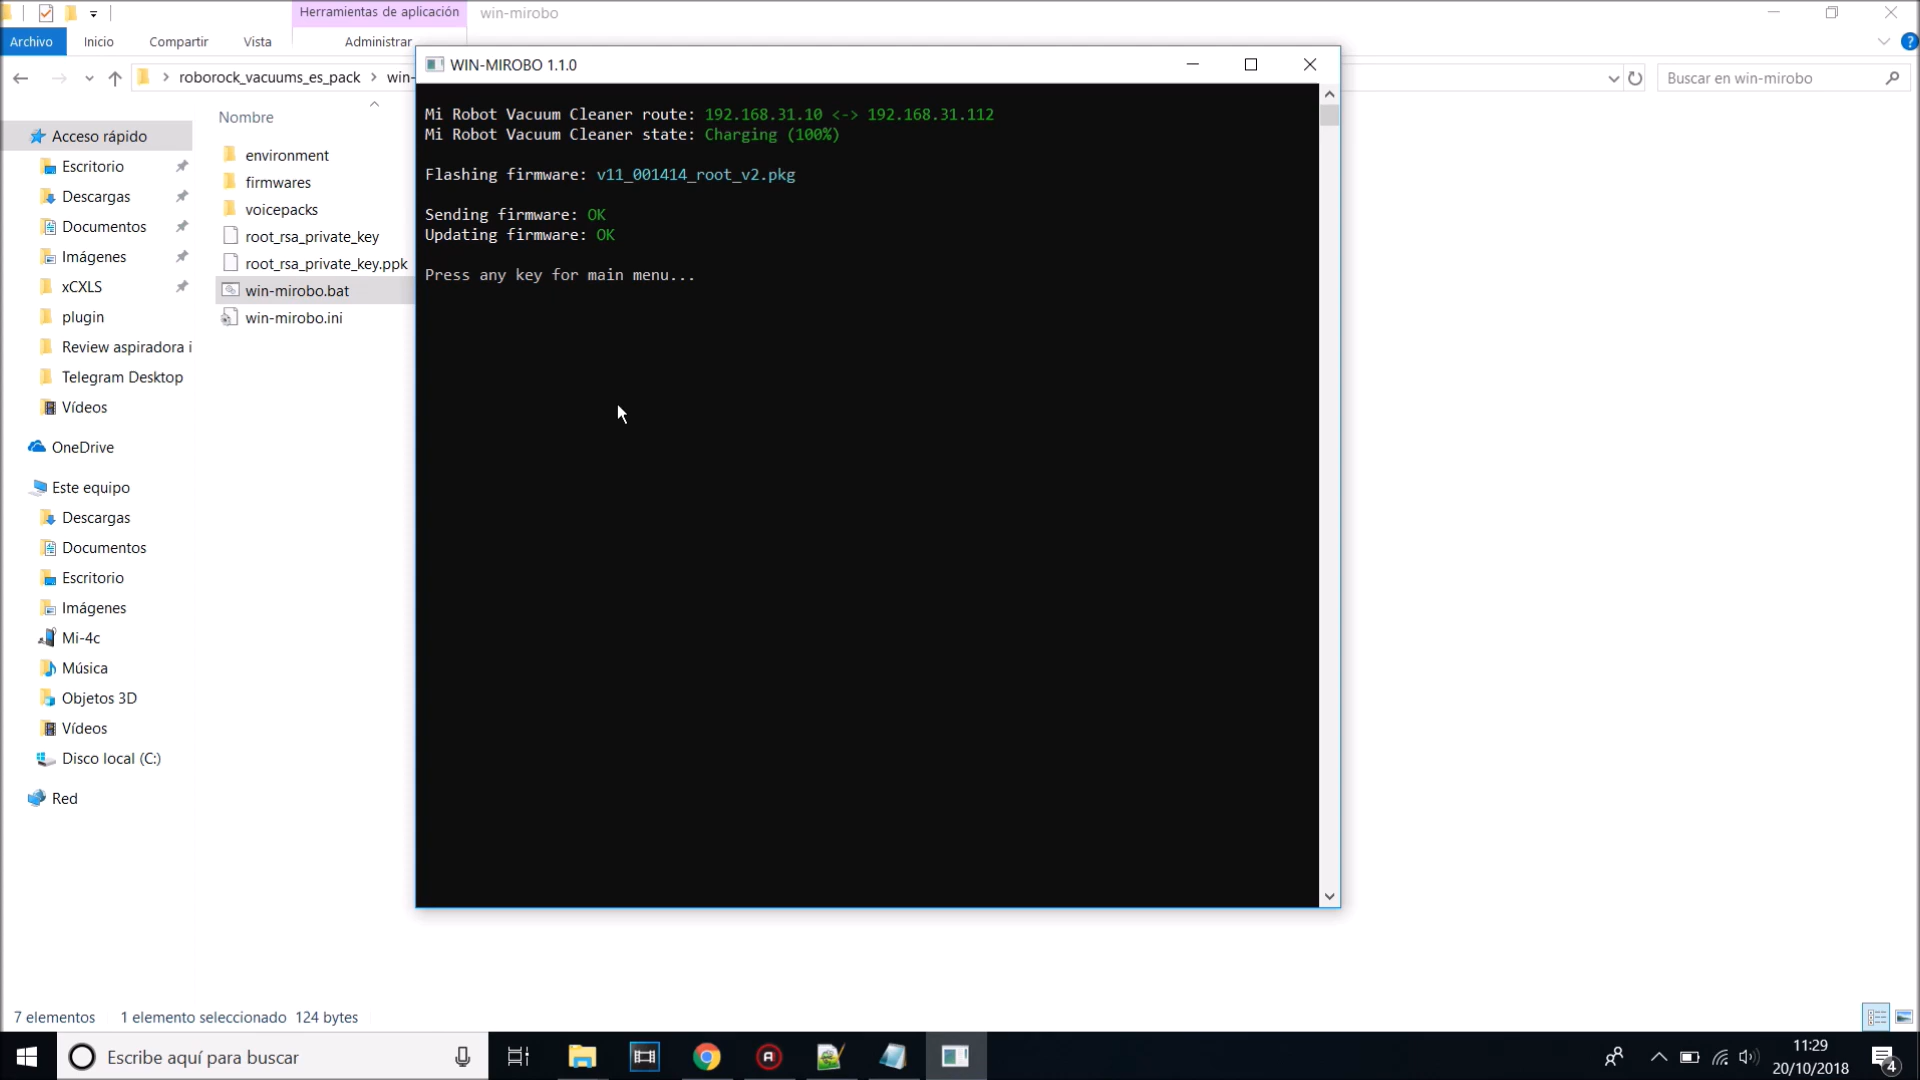 Herramientas de aplicación
win-mirobo
Archivo
Inicio
Compartir
Vista
Administrar
roborock_vacuums_es_pack
win-
Buscar en win-mirobo
Nombre
Acceso rápido
Escritorio
Descargas
Documentos
Imágenes
xCXLS
plugin
Review aspiradora i
Telegram Desktop
Vídeos
OneDrive
Este equipo
Descargas
Documentos
Escritorio
Imágenes
Mi-4c
Música
Objetos 3D
Vídeos
Disco local (C:)
Red
environment
firmwares
voicepacks
root_rsa_private_key
root_rsa_private_key.ppk
win-mirobo.bat
win-mirobo.ini
WIN-MIROBO 1.1.0
Mi Robot Vacuum Cleaner route: 192.168.31.10 <-> 192.168.31.112
Mi Robot Vacuum Cleaner state: Charging (100%)
Flashing firmware: v11_001414_root_v2.pkg
Sending firmware: OK
Updating firmware: OK
Press any key for main menu...
7 elementos
1 elemento seleccionado 124 bytes
Escribe aquí para buscar
11:29
20/10/2018
4